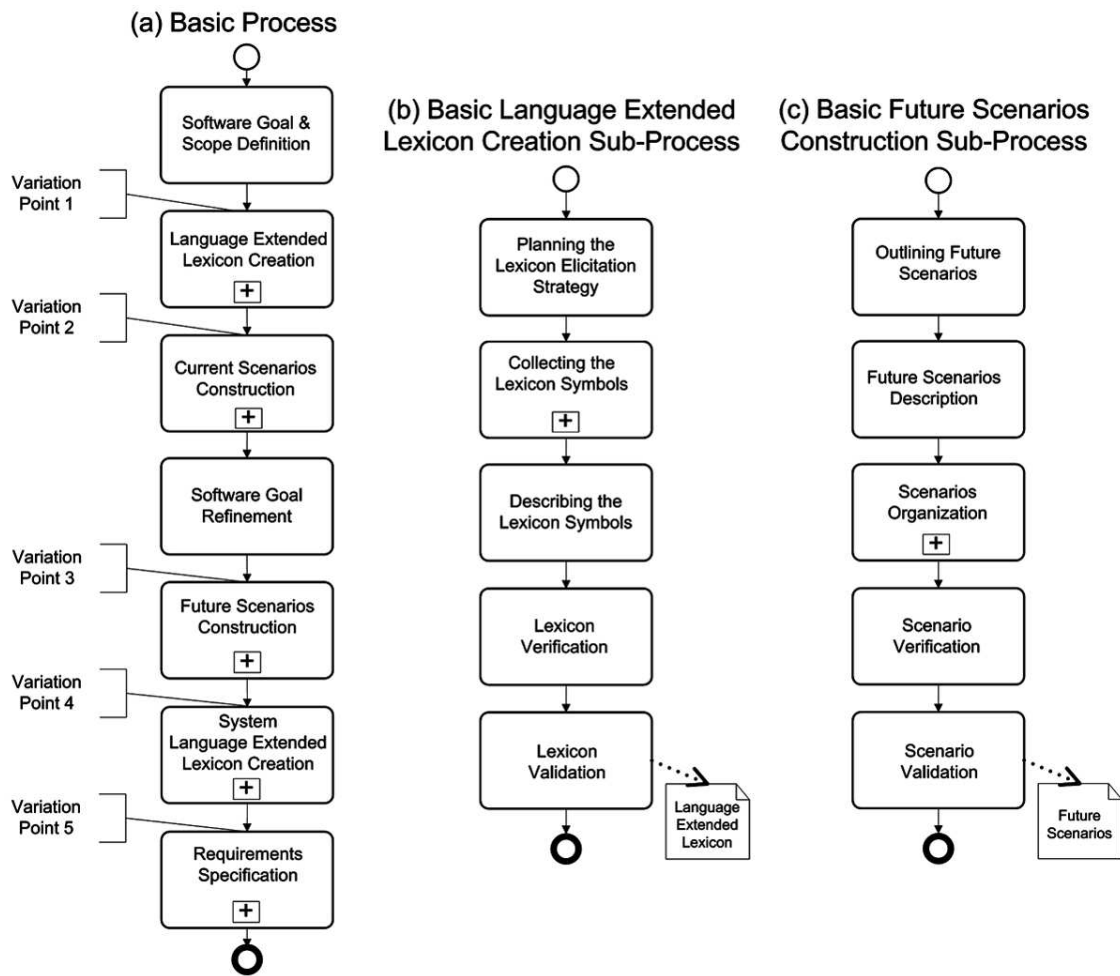 (a) Basic Process
Software Goal &
Scope Definition
Variation
Point 1
Language Extended
Lexicon Creation
+
Variation
Point 2
Current Scenarios
Construction
+
Software Goal
Refinement
Variation
Point 3
Future Scenarios
Construction
+
Variation
Point 4
System
Language Extended
Lexicon Creation
+
Variation
Point 5
Requirements
Specification
+
(b) Basic Language Extended
Lexicon Creation Sub-Process
Planning the
Lexicon Elicitation
Strategy
Collecting the
Lexicon Symbols
+
Describing the
Lexicon Symbols
Lexicon
Verification
Lexicon
Validation
Language
Extended
Lexicon
(c) Basic Future Scenarios
Construction Sub-Process
Outlining Future
Scenarios
Future Scenarios
Description
Scenarios
Organization
+
Scenario
Verification
Scenario
Validation
Future
Scenarios